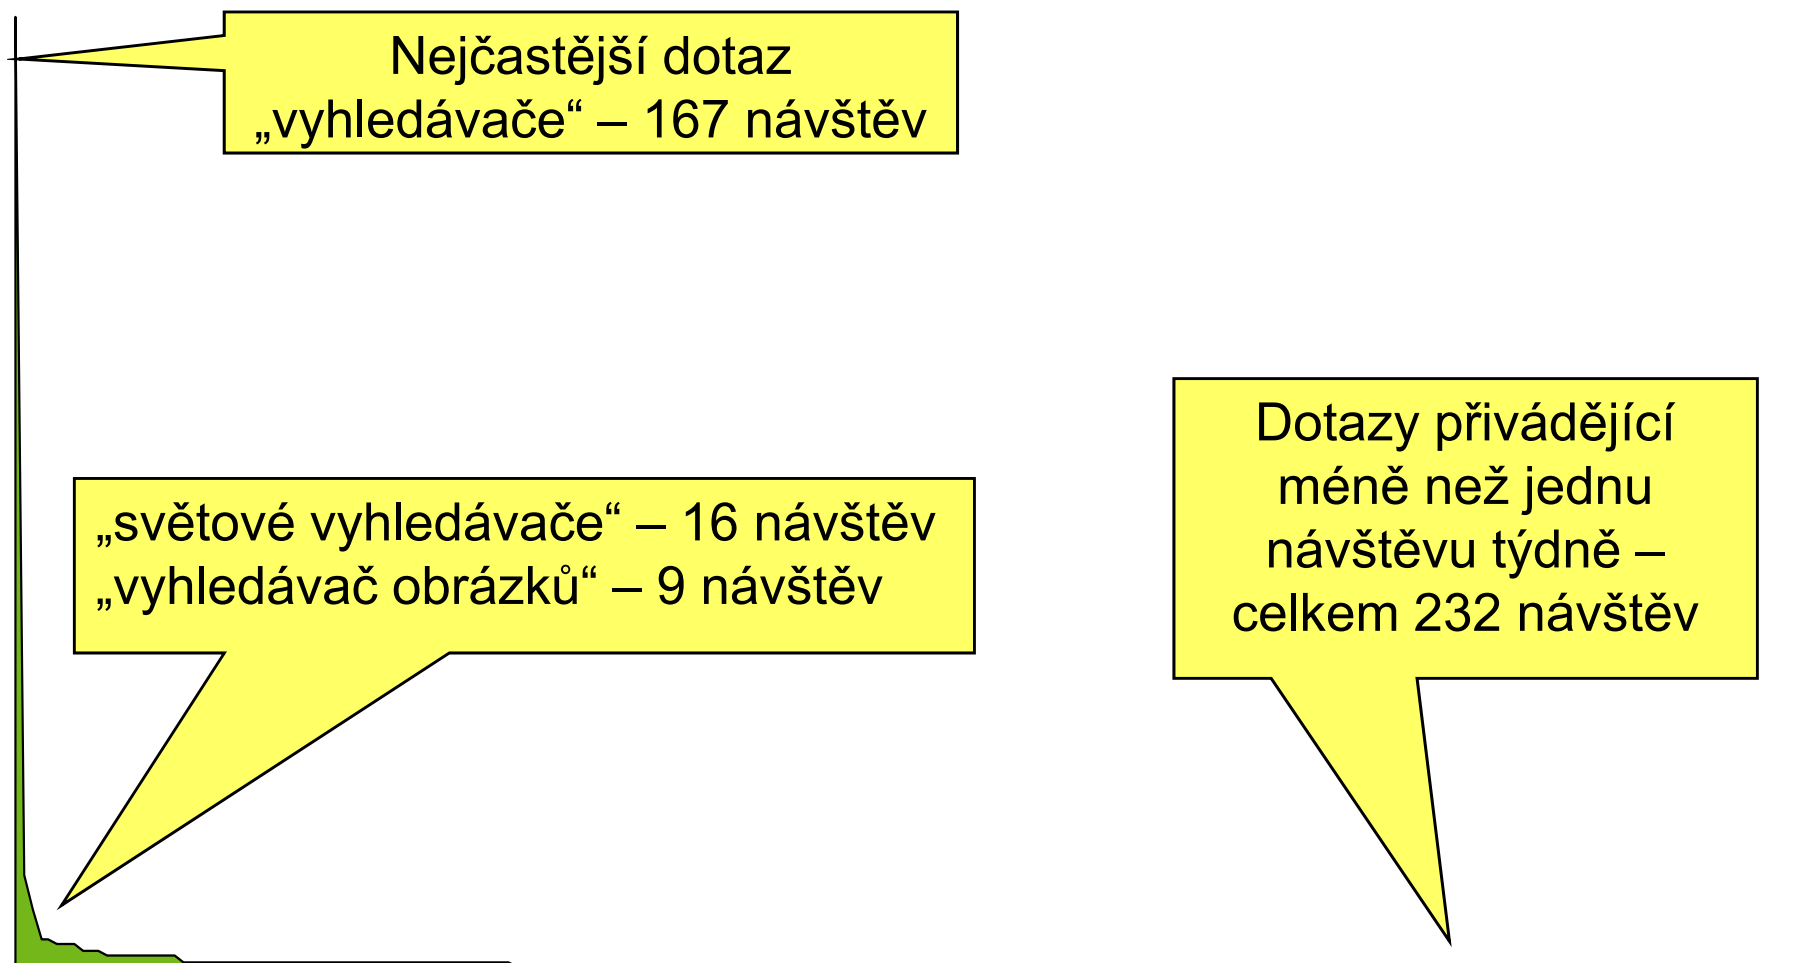 Nejčastější dotaz
„vyhledávače“ – 167 návštěv
„světové vyhledávače“ – 16 návštěv
„vyhledávač obrázků“ – 9 návštěv
Dotazy přivádějící
méně než jednu
návštěvu týdně –
celkem 232 návštěv